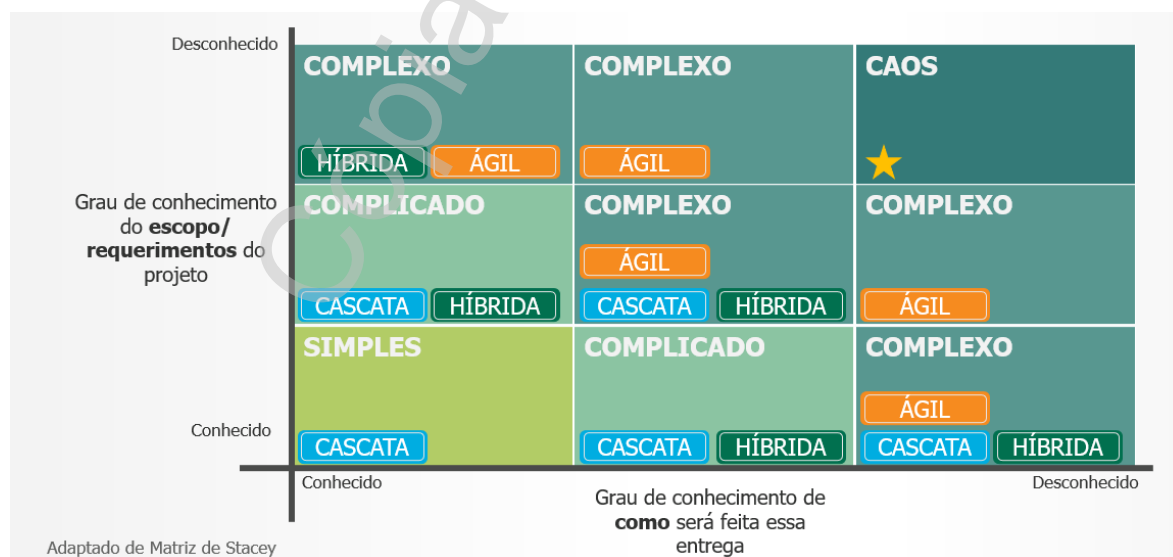 Desconhecido
COMPLEXO
COMPLEXO
CAOS
HÍBRIDA
ÁGIL
ÁGIL
Grau de conhecimento
do escopo/
requerimentos do
projeto
COMPLICADO
COMPLEXO
COMPLEXO
ÁGIL
CASCATA
HÍBRIDA
CASCATA
HÍBRIDA
ÁGIL
SIMPLES
COMPLICADO
COMPLEXO
ÁGIL
Conhecido
CASCATA
CASCATA
HÍBRIDA
CASCATA
HÍBRIDA
Conhecido
Desconhecido
Grau de conhecimento de
como será feita essa
entrega
Adaptado de Matriz de Stacey
Cópia